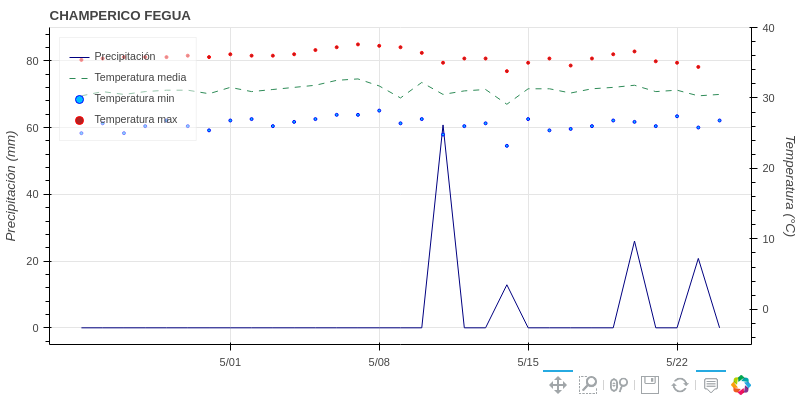 CHAMPERICO FEGUA
Precipitación
Temperatura media
Temperatura min
Temperatura max
Precipitación (mm)
80
60
40
20
0
Temperatura (°C)
40
30
20
10
0
5/01
5/08
5/15
5/22